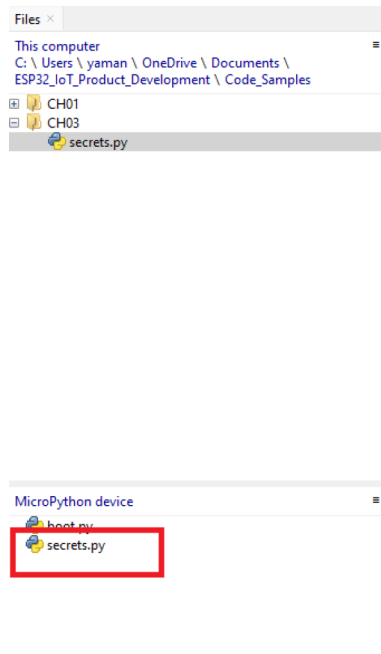 Files ×
This computer
C: \ Users \ yaman \ OneDrive \ Documents \
ESP32_IoT_Product_Development \ Code_Samples
CH01
CH03
secrets.py
MicroPython device
boot.py
secrets.py